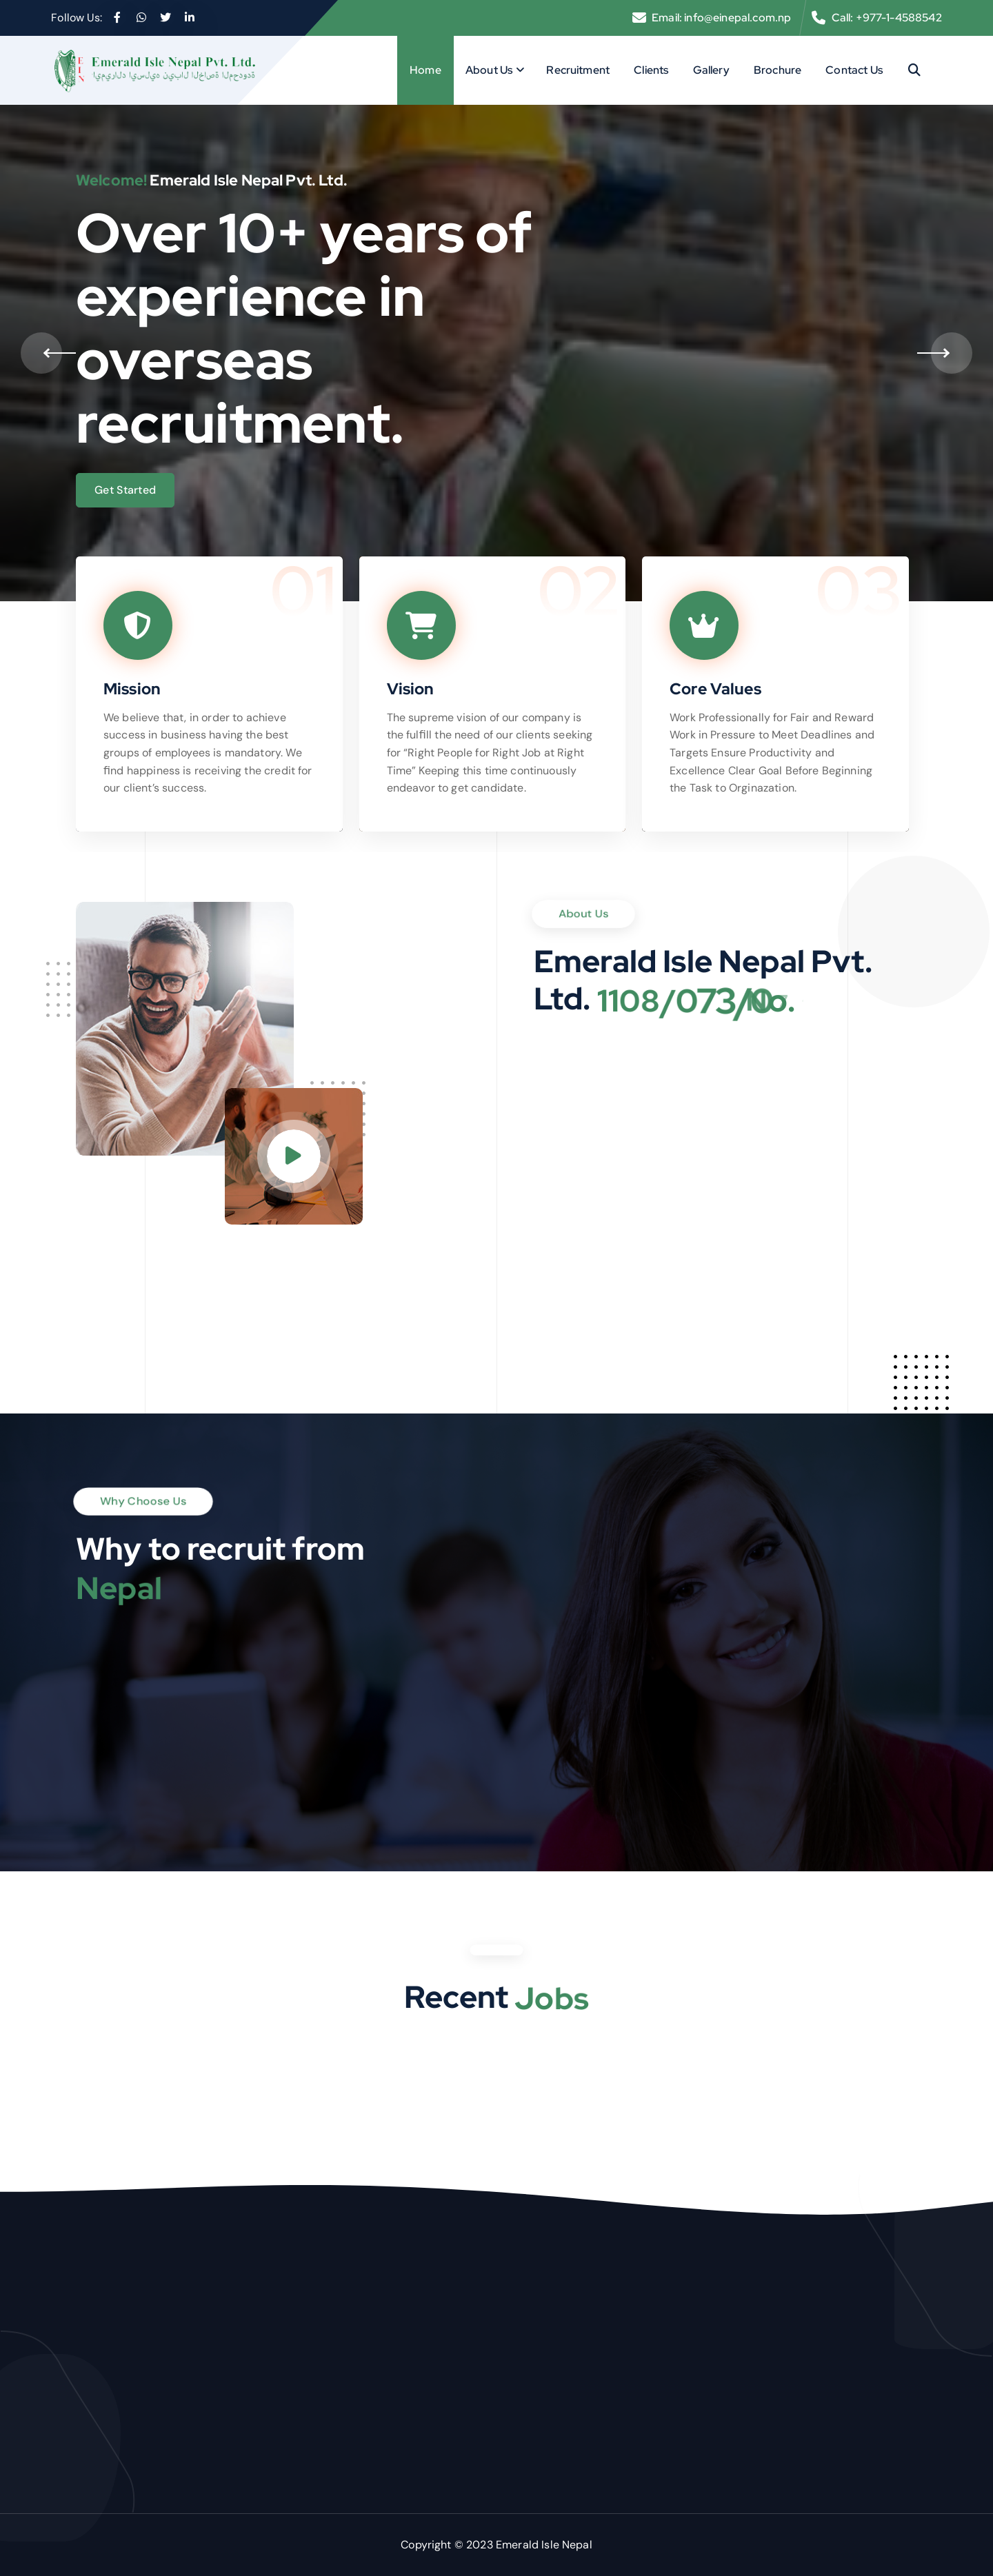 Follow Us:
Email: info@einepal.com.np
Call: +977-1-4588542
EIN
Emerald Isle Nepal Pvt. Ltd.
Home
About Us
Recruitment
Clients
Gallery
Brochure
Contact Us
Welcome! Emerald Isle Nepal Pvt. Ltd.
Over 10+ years of
experience in
overseas
recruitment.
Get Started
01
Mission
We believe that, in order to achieve
success in business having the best
groups of employees is mandatory. We
find happiness is receiving the credit for
our client’s success.
02
Vision
The supreme vision of our company is
the fulfill the need of our clients seeking
for “Right People for Right Job at Right
Time” Keeping this time continuously
endeavor to get candidate.
03
Core Values
Work Professionally for Fair and Reward
Work in Pressure to Meet Deadlines and
Targets Ensure Productivity and
Excellence Clear Goal Before Beginning
the Task to Orginazation.
About Us
Emerald Isle Nepal Pvt.
Ltd. 1108/073/ No.
Why Choose Us
Why to recruit from
Nepal
Recent Jobs
Copyright © 2023 Emerald Isle Nepal